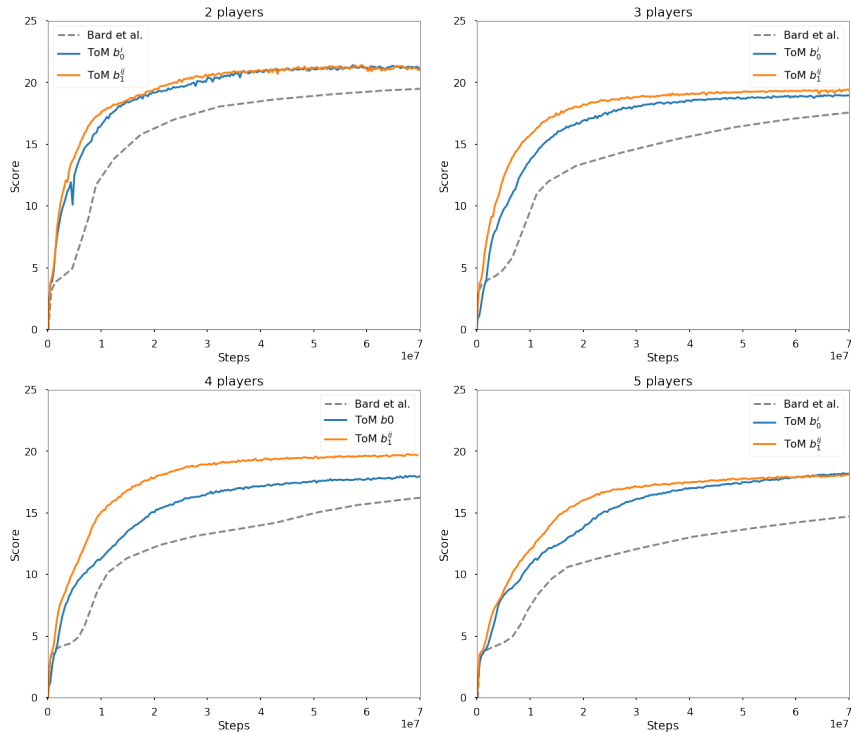 2 players
25
20
15
10
5
0
Score
Bard et al.
ToM b₀ⁱ
ToM b₁ⁱʲ
0 1 2 3 4 5 6 7
1e7
Steps
3 players
25
20
15
10
5
0
Score
Bard et al.
ToM b₀ⁱ
ToM b₁ⁱʲ
0 1 2 3 4 5 6 7
1e7
Steps
4 players
25
20
15
10
5
0
Score
Bard et al.
ToM b0
ToM b₁ⁱʲ
0 1 2 3 4 5 6 7
1e7
Steps
5 players
25
20
15
10
5
0
Score
Bard et al.
ToM b₀ⁱ
ToM b₁ⁱʲ
0 1 2 3 4 5 6 7
1e7
Steps